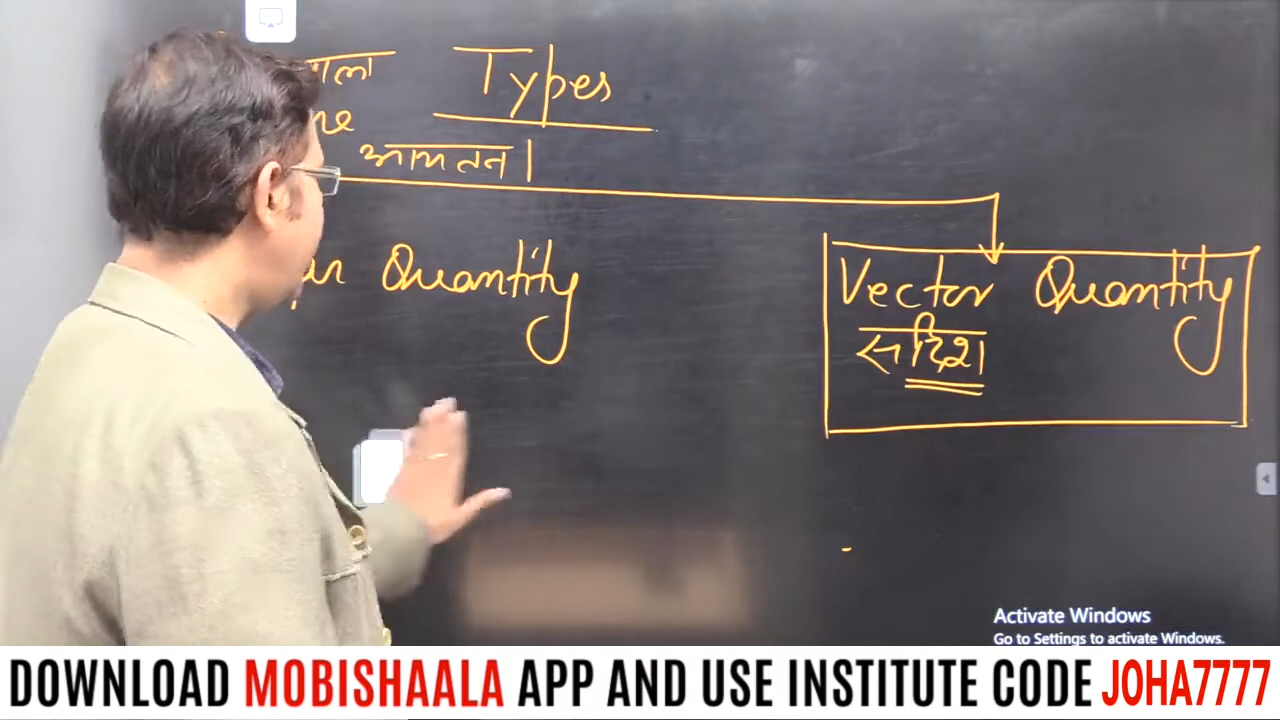 Types
आयतन।
Quantity
Vector Quantity
सदिश
Activate Windows
Go to Settings to activate Windows.
DOWNLOAD MOBISHAALA APP AND USE INSTITUTE CODE JOHA7777